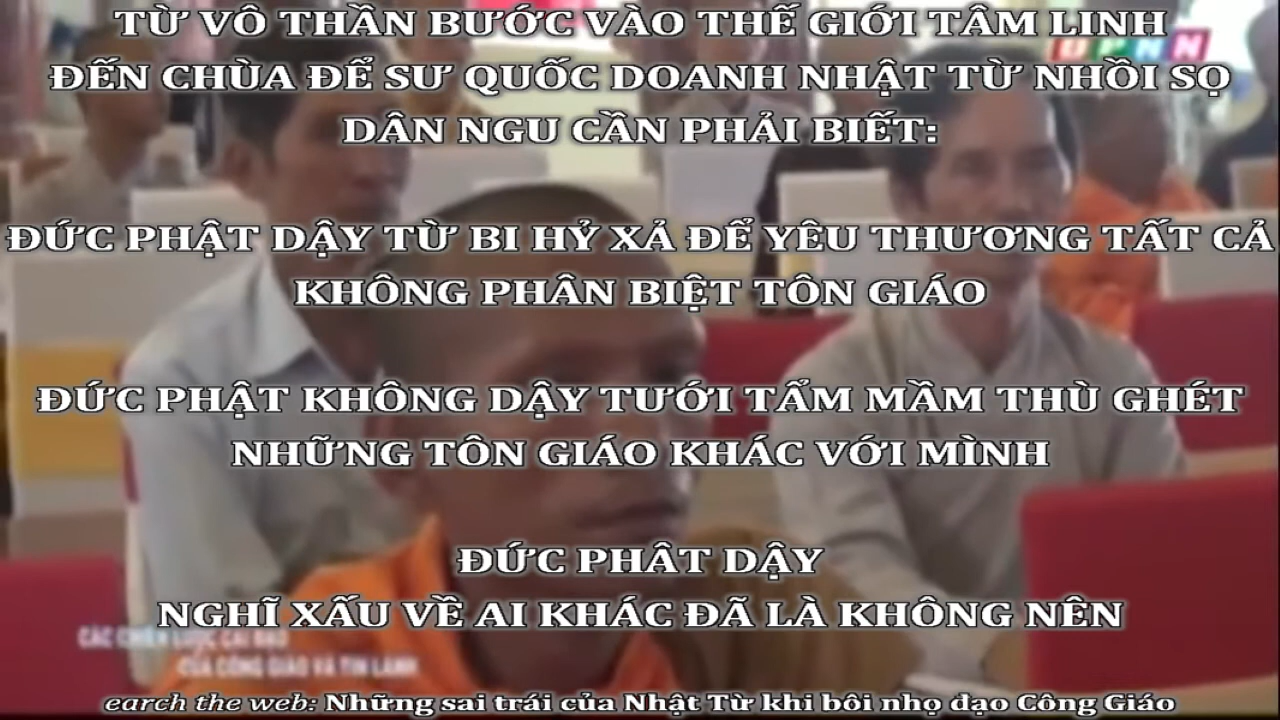 TỪ VÔ THẦN BƯỚC VÀO THẾ GIỚI TÂM LINH
ĐPNN
ĐẾN CHÙA ĐỂ SƯ QUỐC DOANH NHẬT TỪ NHỒI SỌ
DÂN NGU CẦN PHẢI BIẾT:
ĐỨC PHẬT DẬY TỪ BI HỶ XẢ ĐỂ YÊU THƯƠNG TẤT CẢ
KHÔNG PHÂN BIỆT TÔN GIÁO
ĐỨC PHẬT KHÔNG DẬY TƯỚI TẨM MẦM THÙ GHÉT
NHỮNG TÔN GIÁO KHÁC VỚI MÌNH
ĐỨC PHÂT DẬY
NGHĨ XẤU VỀ AI KHÁC ĐÃ LÀ KHÔNG NÊN
CÁC CHIẾN LƯỢC CẢI ĐẠO
CỦA CÔNG GIÁO VÀ TIN LÀNH
earch the web: Những sai trái của Nhật Từ khi bôi nhọ đạo Công Giáo